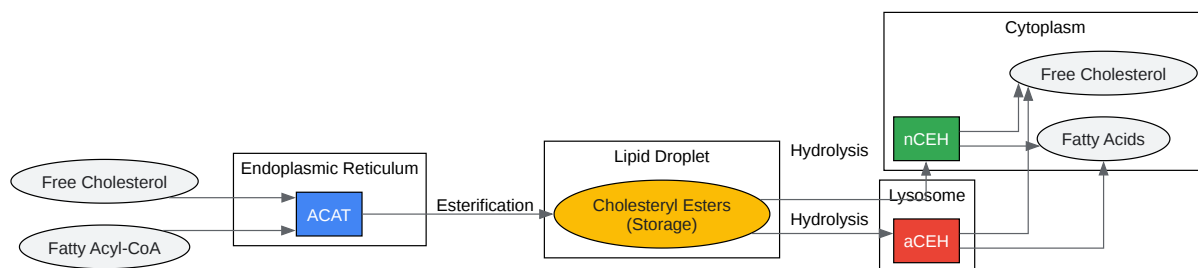 Free Cholesterol
Fatty Acyl-CoA
Endoplasmic Reticulum
ACAT
Esterification
Lipid Droplet
Cholesteryl Esters
(Storage)
Hydrolysis
Hydrolysis
Cytoplasm
Free Cholesterol
nCEH
Fatty Acids
Lysosome
aCEH